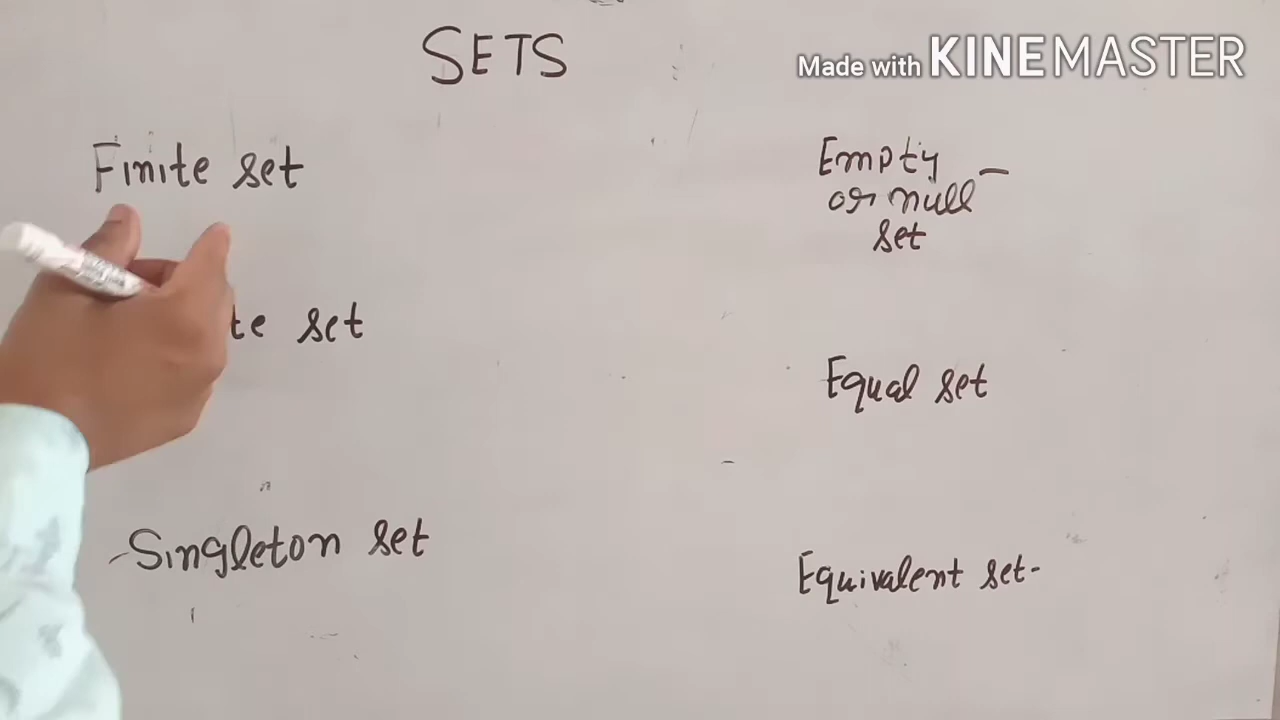 SETS
Made with KINEMASTER
Finite set
te set
Singleton set
Empty -
or null
set
Equal set
Equivalent set-